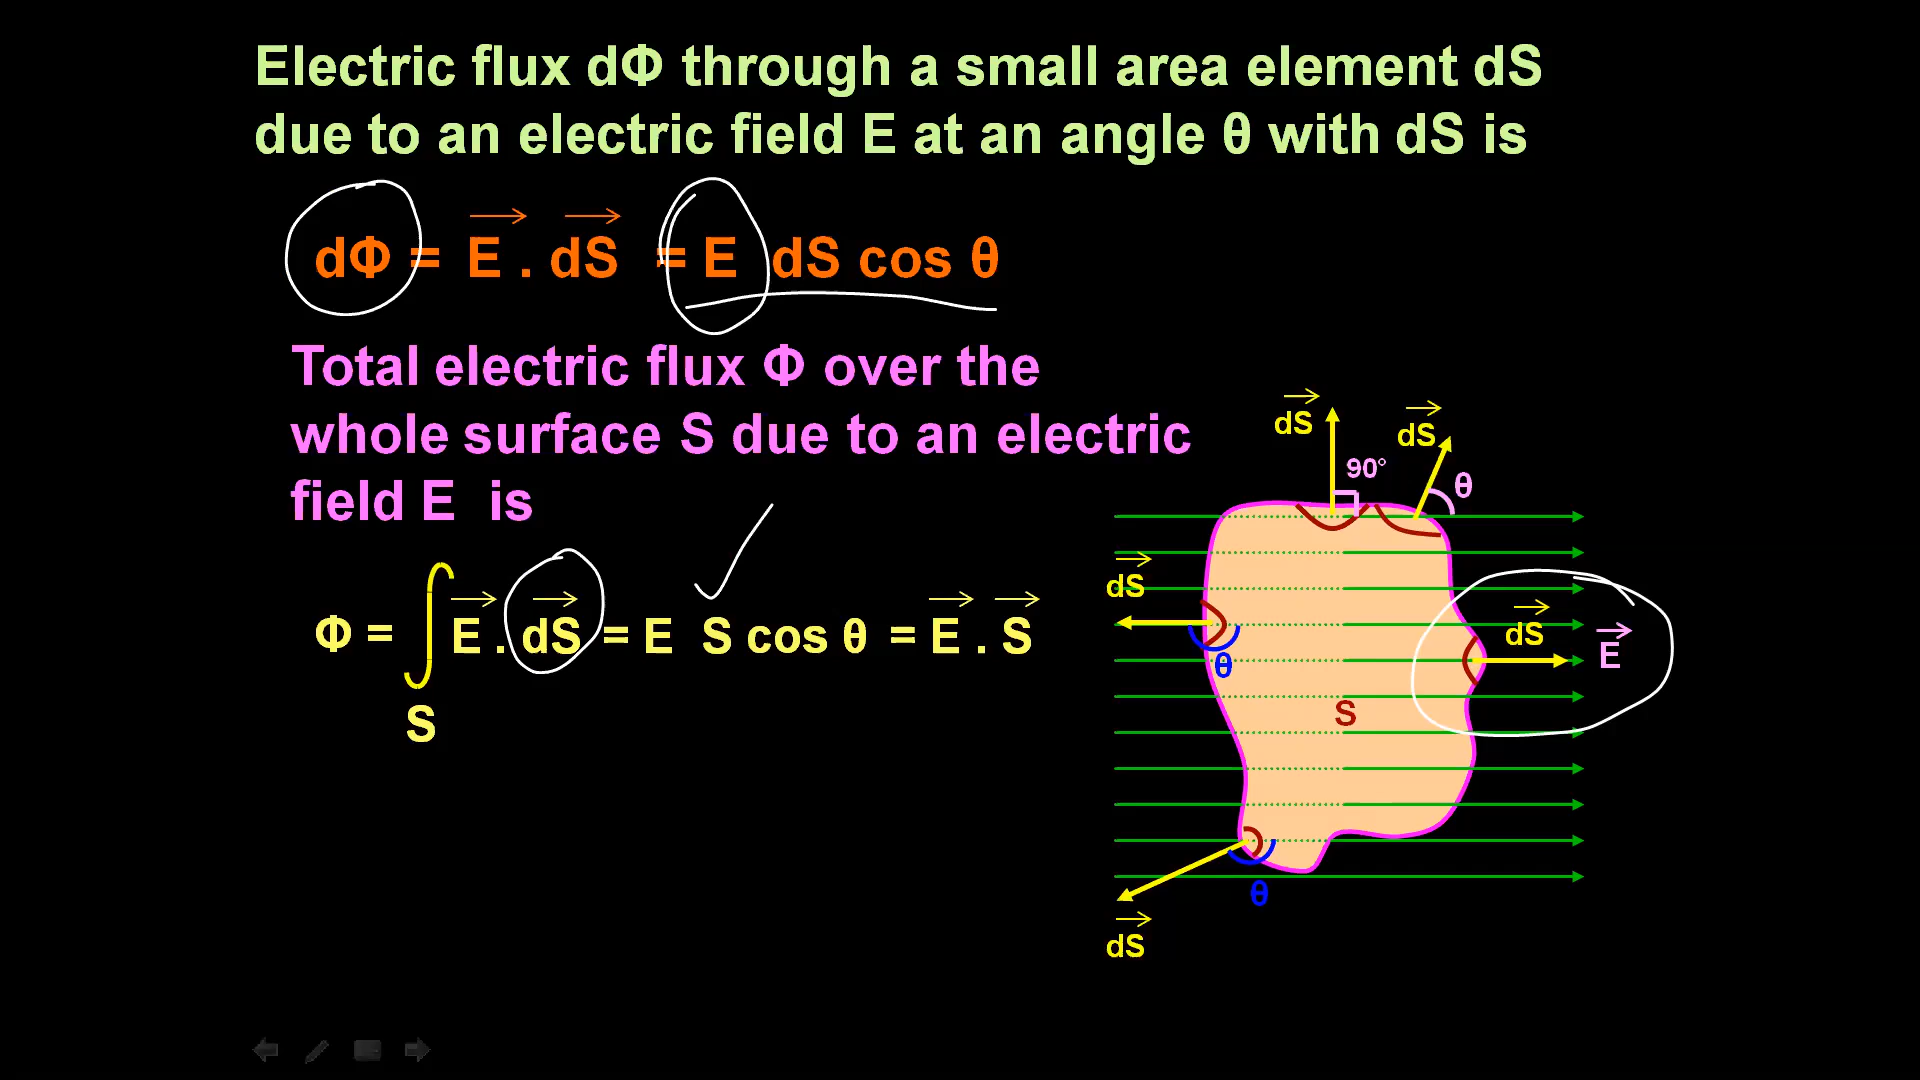 Electric flux dΦ through a small area element dS
due to an electric field E at an angle θ with dS is
dΦ = E . dS = E dS cos θ
Total electric flux Φ over the
whole surface S due to an electric
field E is
Φ = ∫ E . dS = E S cos θ = E . S
S
dS
dS
90°
θ
dS
dS
E
θ
S
θ
dS